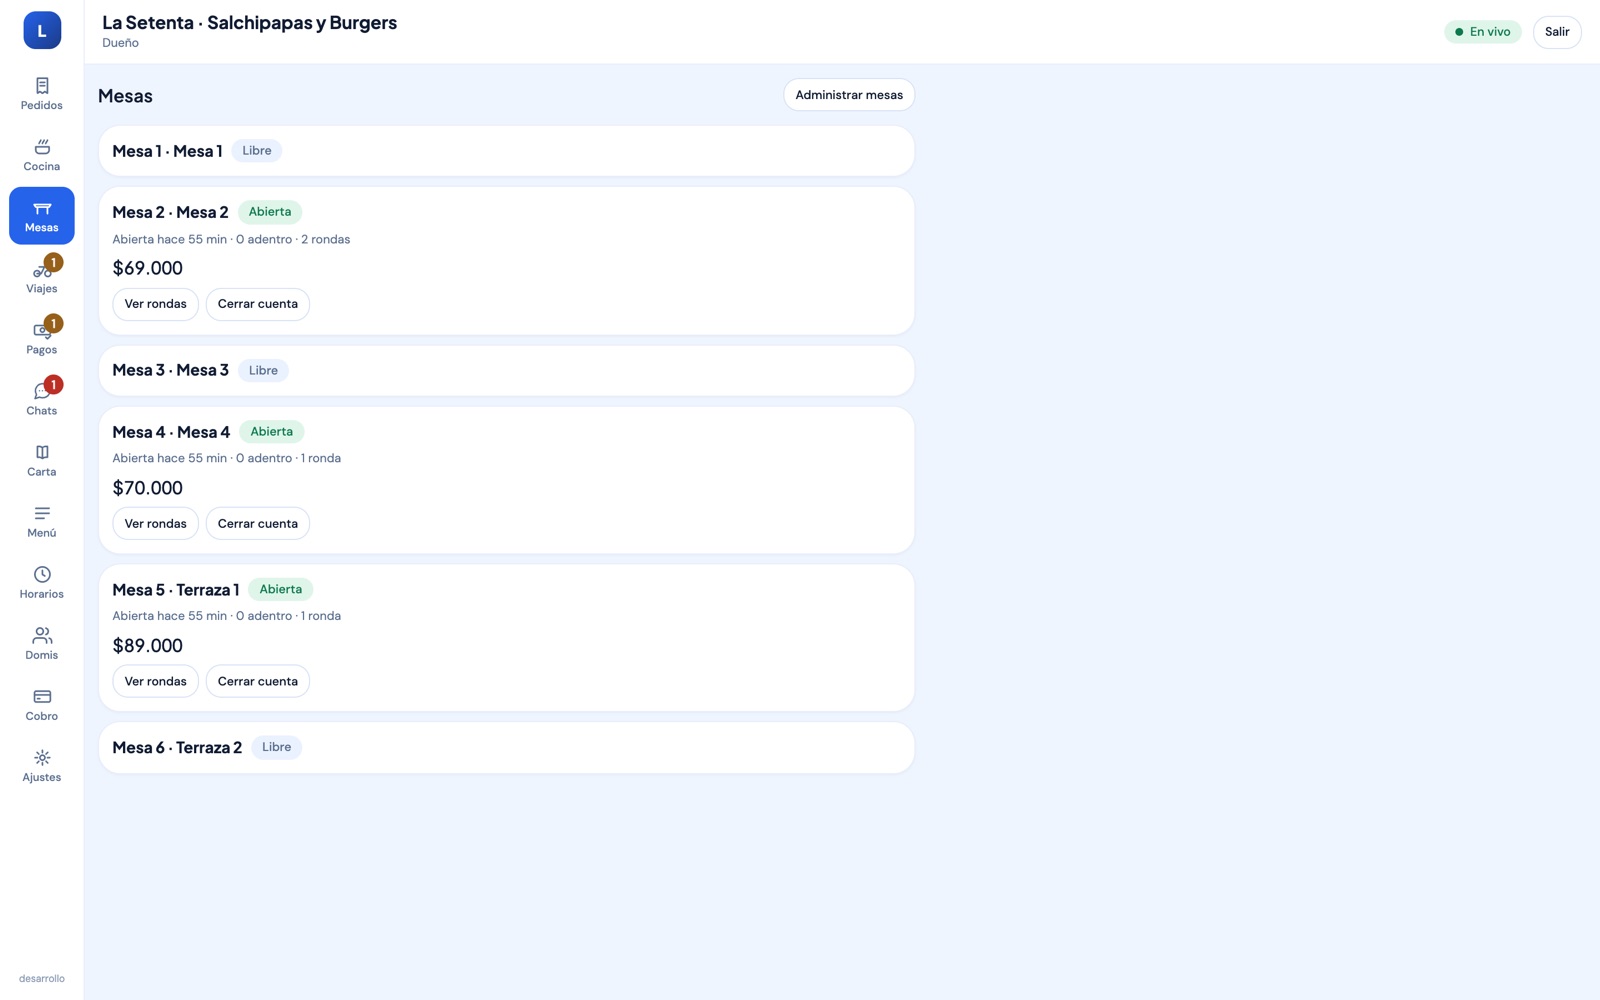 L
La Setenta · Salchipapas y Burgers
Dueño
En vivo
Salir
Pedidos
Cocina
Mesas
1
Viajes
1
Pagos
1
Chats
Carta
Menú
Horarios
Domis
Cobro
Ajustes
desarrollo
Mesas
Administrar mesas
Mesa 1 · Mesa 1 Libre
Mesa 2 · Mesa 2 Abierta
Abierta hace 55 min · 0 adentro · 2 rondas
$69.000
Ver rondas Cerrar cuenta
Mesa 3 · Mesa 3 Libre
Mesa 4 · Mesa 4 Abierta
Abierta hace 55 min · 0 adentro · 1 ronda
$70.000
Ver rondas Cerrar cuenta
Mesa 5 · Terraza 1 Abierta
Abierta hace 55 min · 0 adentro · 1 ronda
$89.000
Ver rondas Cerrar cuenta
Mesa 6 · Terraza 2 Libre